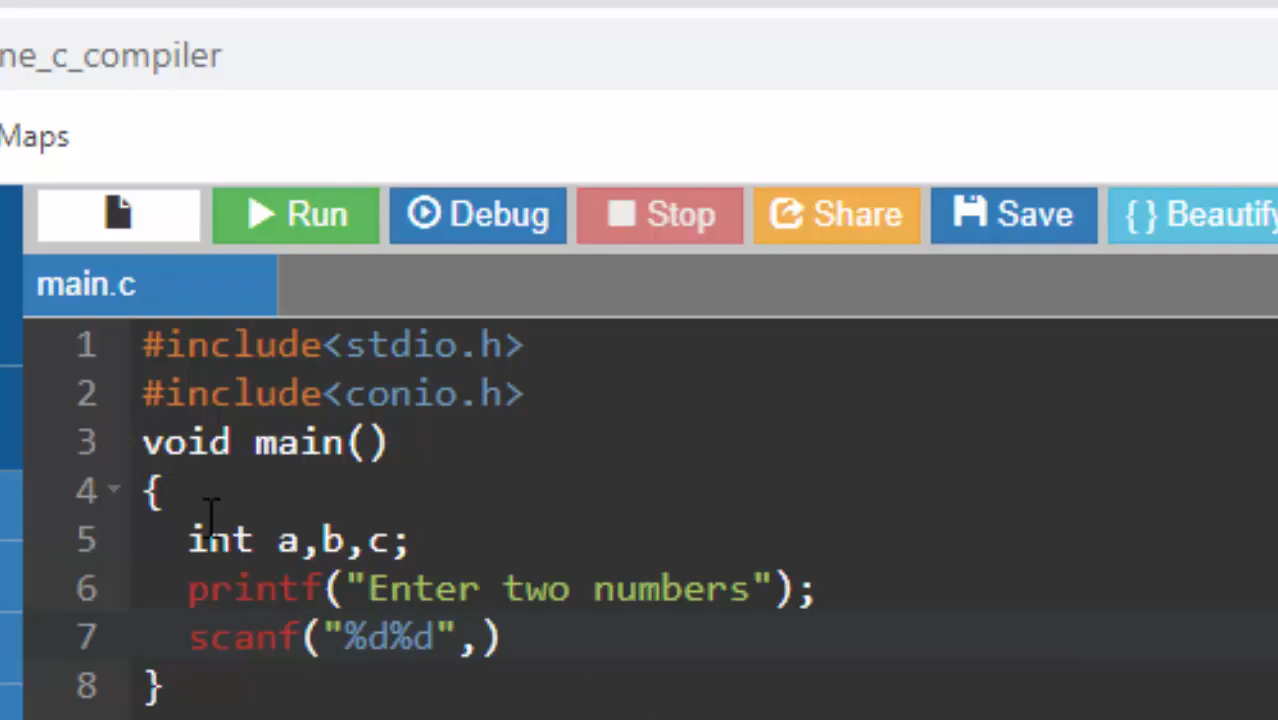 ne_c_compiler
Maps
Run Debug Stop Share Save { } Beautify
main.c
1 #include<stdio.h>
2 #include<conio.h>
3 void main()
4 {
5 int a,b,c;
6 printf("Enter two numbers");
7 scanf("%d%d",)
8 }